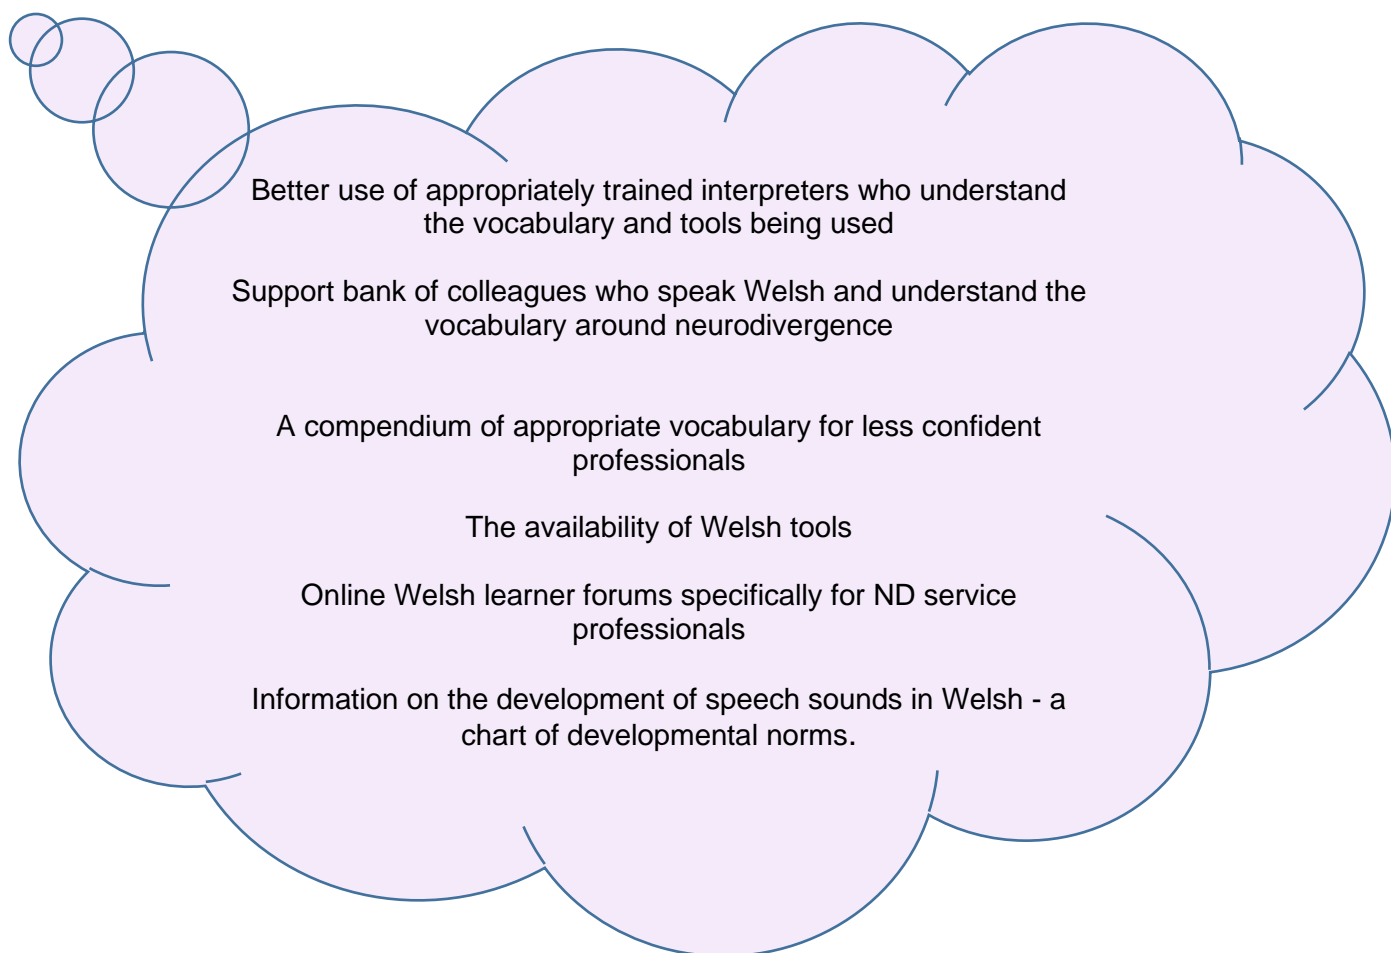 Better use of appropriately trained interpreters who understand
the vocabulary and tools being used
Support bank of colleagues who speak Welsh and understand the
vocabulary around neurodivergence
A compendium of appropriate vocabulary for less confident
professionals
The availability of Welsh tools
Online Welsh learner forums specifically for ND service
professionals
Information on the development of speech sounds in Welsh - a
chart of developmental norms.